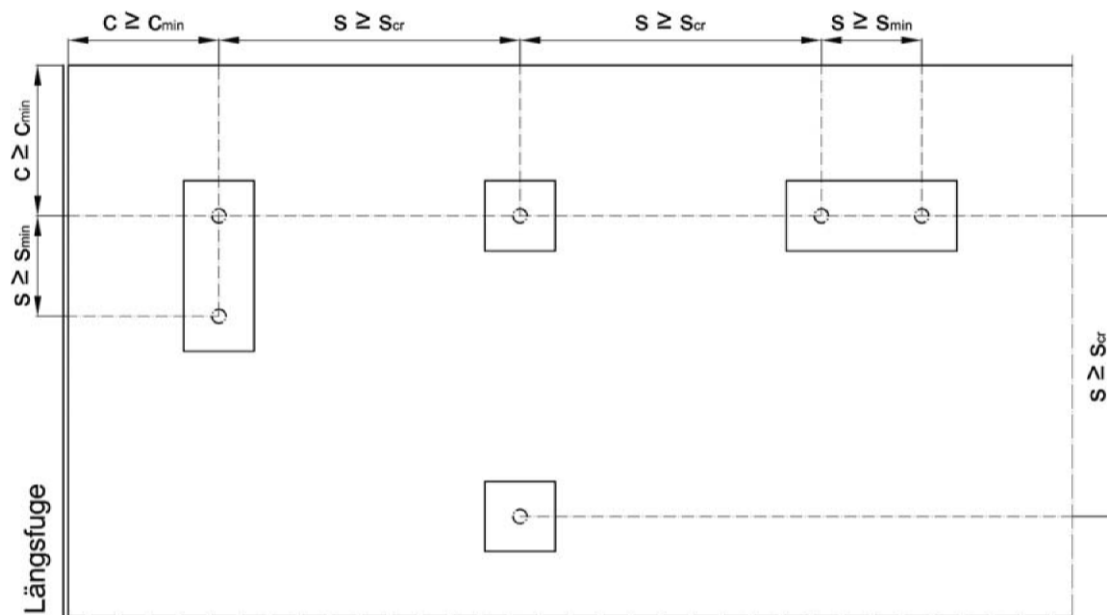 c ≥ cmin
s ≥ scr
s ≥ scr
s ≥ smin
c ≥ cmin
s ≥ smin
s ≥ scr
Längsfuge